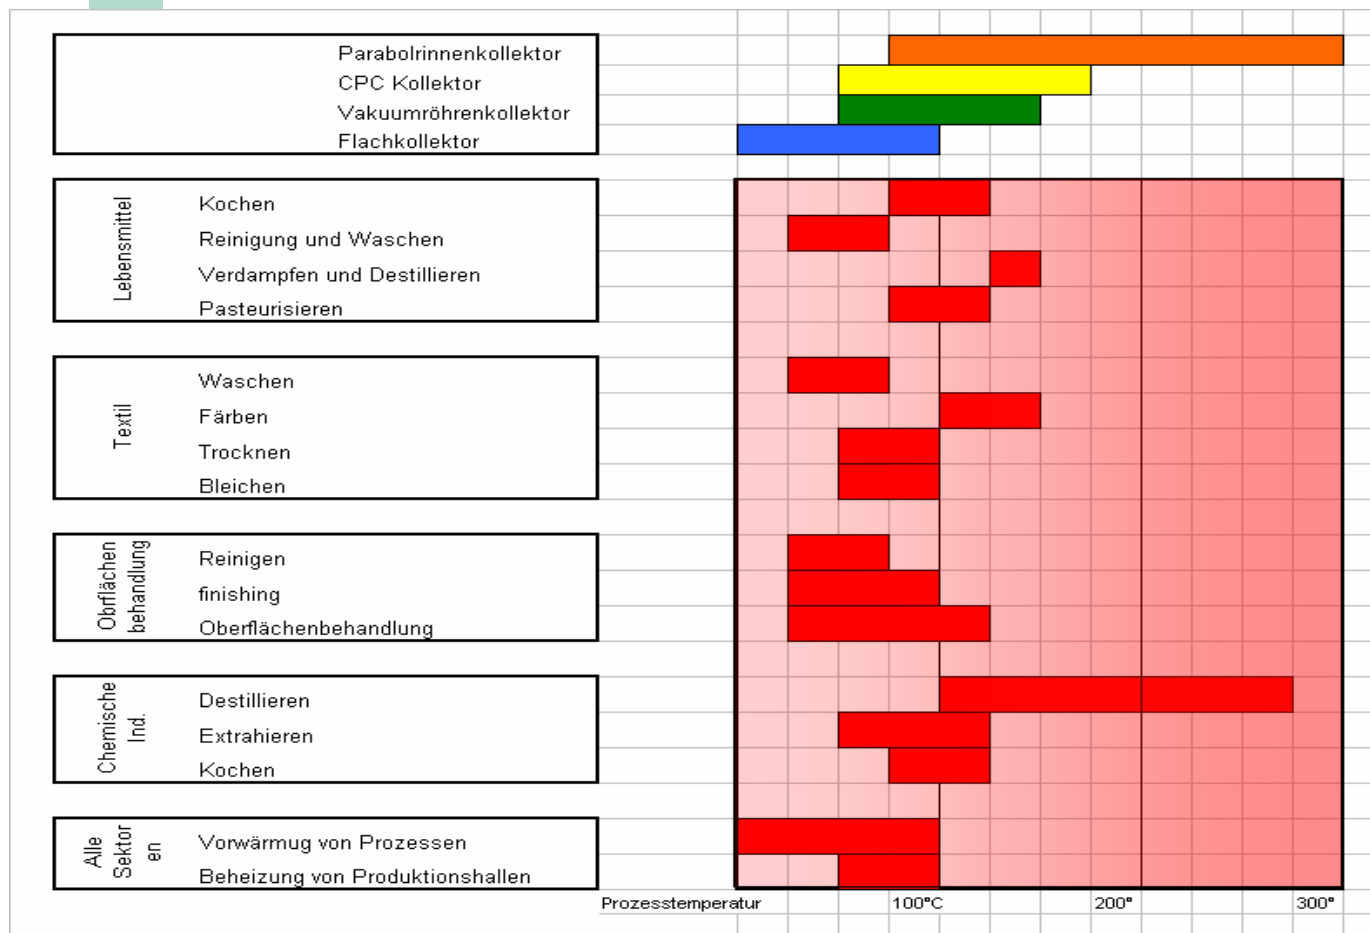 Parabolrinnenkollektor
CPC Kollektor
Vakuumröhrenkollektor
Flachkollektor
Lebensmittel
Kochen
Reinigung und Waschen
Verdampfen und Destillieren
Pasteurisieren
Textil
Waschen
Färben
Trocknen
Bleichen
Obrflächen
behandlung
Reinigen
finishing
Oberflächenbehandlung
Chemische
Ind.
Destillieren
Extrahieren
Kochen
Alle
Sektor
en
Vorwärmug von Prozessen
Beheizung von Produktionshallen
Prozesstemperatur 100°C 200° 300°